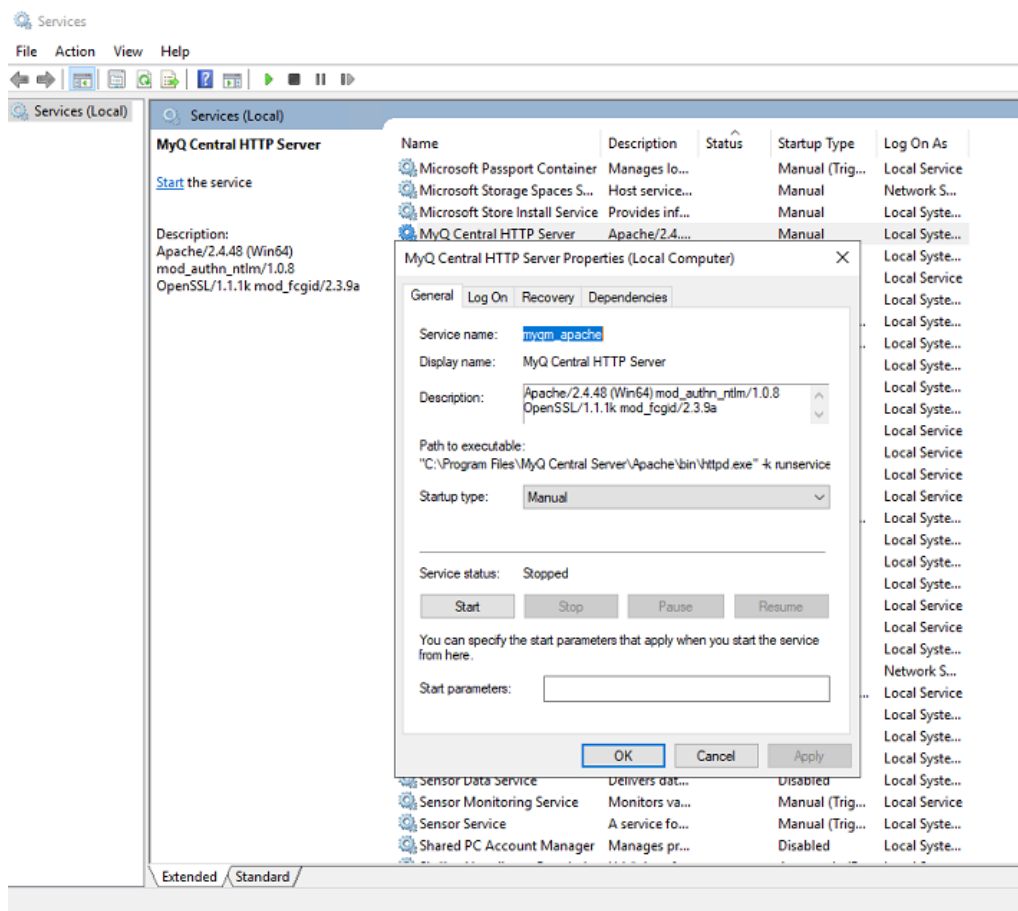 Services
File Action View Help
Services (Local)
Services (Local)
MyQ Central HTTP Server
Start the service
Description:
Apache/2.4.48 (Win64)
mod_authn_ntlm/1.0.8
OpenSSL/1.1.1k mod_fcgid/2.3.9a
Name Description Status Startup Type Log On As
Microsoft Passport Container Manages lo... Manual (Trig... Local Service
Microsoft Storage Spaces S... Host service... Manual Network S...
Microsoft Store Install Service Provides inf... Manual Local Syste...
MyQ Central HTTP Server Apache/2.4.... Manual Local Syste...
Local Syste...
Local Service
Local Syste...
Local Syste...
Local Syste...
Local Syste...
Local Syste...
Local Syste...
Local Service
Local Service
Local Service
Local Service
Local Syste...
Local Syste...
Local Syste...
Local Syste...
Local Service
Local Service
Local Syste...
Network S...
Local Service
Local Syste...
Local Syste...
Local Syste...
MyQ Central HTTP Server Properties (Local Computer)
General Log On Recovery Dependencies
Service name: myqm_apache
Display name: MyQ Central HTTP Server
Description: Apache/2.4.48 (Win64) mod_authn_ntlm/1.0.8
OpenSSL/1.1.1k mod_fcgid/2.3.9a
Path to executable:
"C:\Program Files\MyQ Central Server\Apache\bin\httpd.exe" -k runservice
Startup type: Manual
Service status: Stopped
Start Stop Pause Resume
You can specify the start parameters that apply when you start the service
from here.
Start parameters:
OK Cancel Apply
Sensor Data Service Delivers dat... Disabled Local Syste...
Sensor Monitoring Service Monitors va... Manual (Trig... Local Service
Sensor Service A service fo... Manual (Trig... Local Syste...
Shared PC Account Manager Manages pr... Disabled Local Syste...
Extended Standard